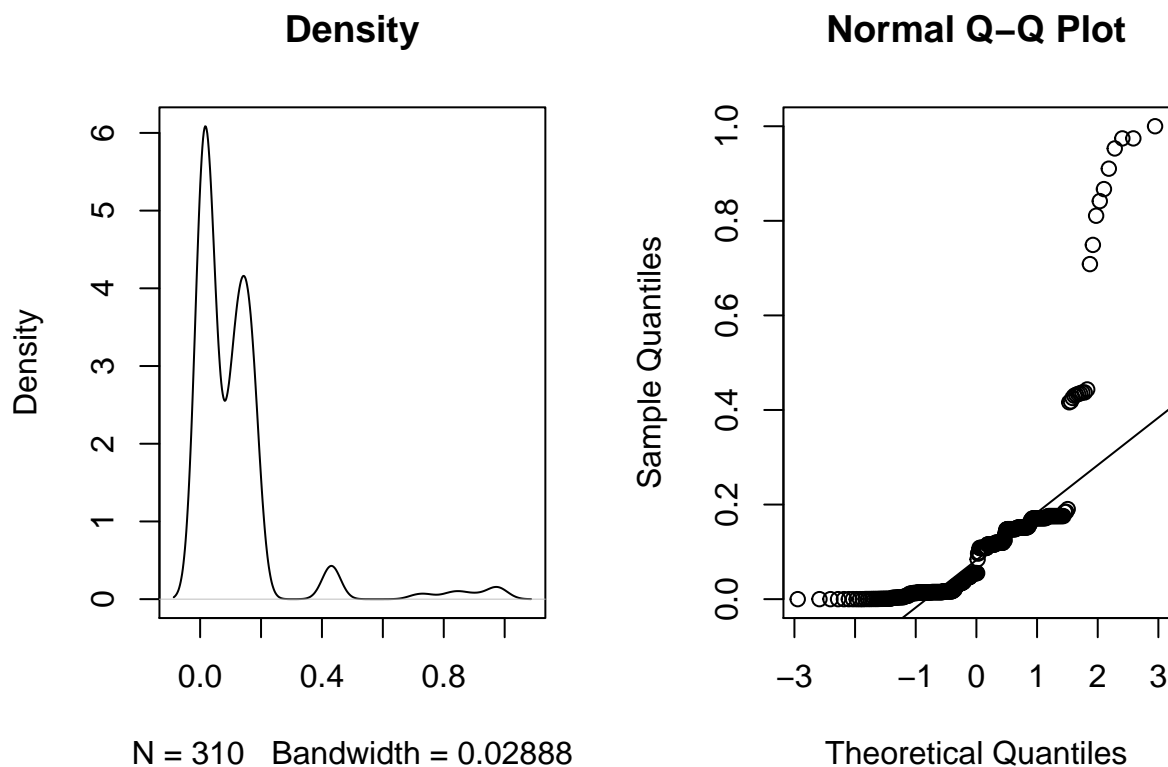 Density
Density
0 1 2 3 4 5 6
0.0 0.4 0.8
N = 310 Bandwidth = 0.02888
Normal Q−Q Plot
Sample Quantiles
0.0 0.2 0.4 0.6 0.8 1.0
−3 −1 0 1 2 3
Theoretical Quantiles